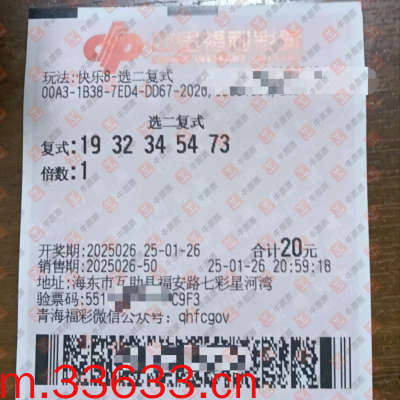 中国福利彩票
玩法:快乐8-选二复式
00A3-1B38-7ED4-DD67-2020,
选二复式
复式:19 32 34 54 73
倍数:1
开奖期:2025026 25-01-26 合计20元
销售期:2025026-50 25-01-26 20:59:18
地址:海东市互助县福安路七彩星河湾
验票码:551 C9F3
青海福彩微信公众号: qhfcgov
m.33633.cn